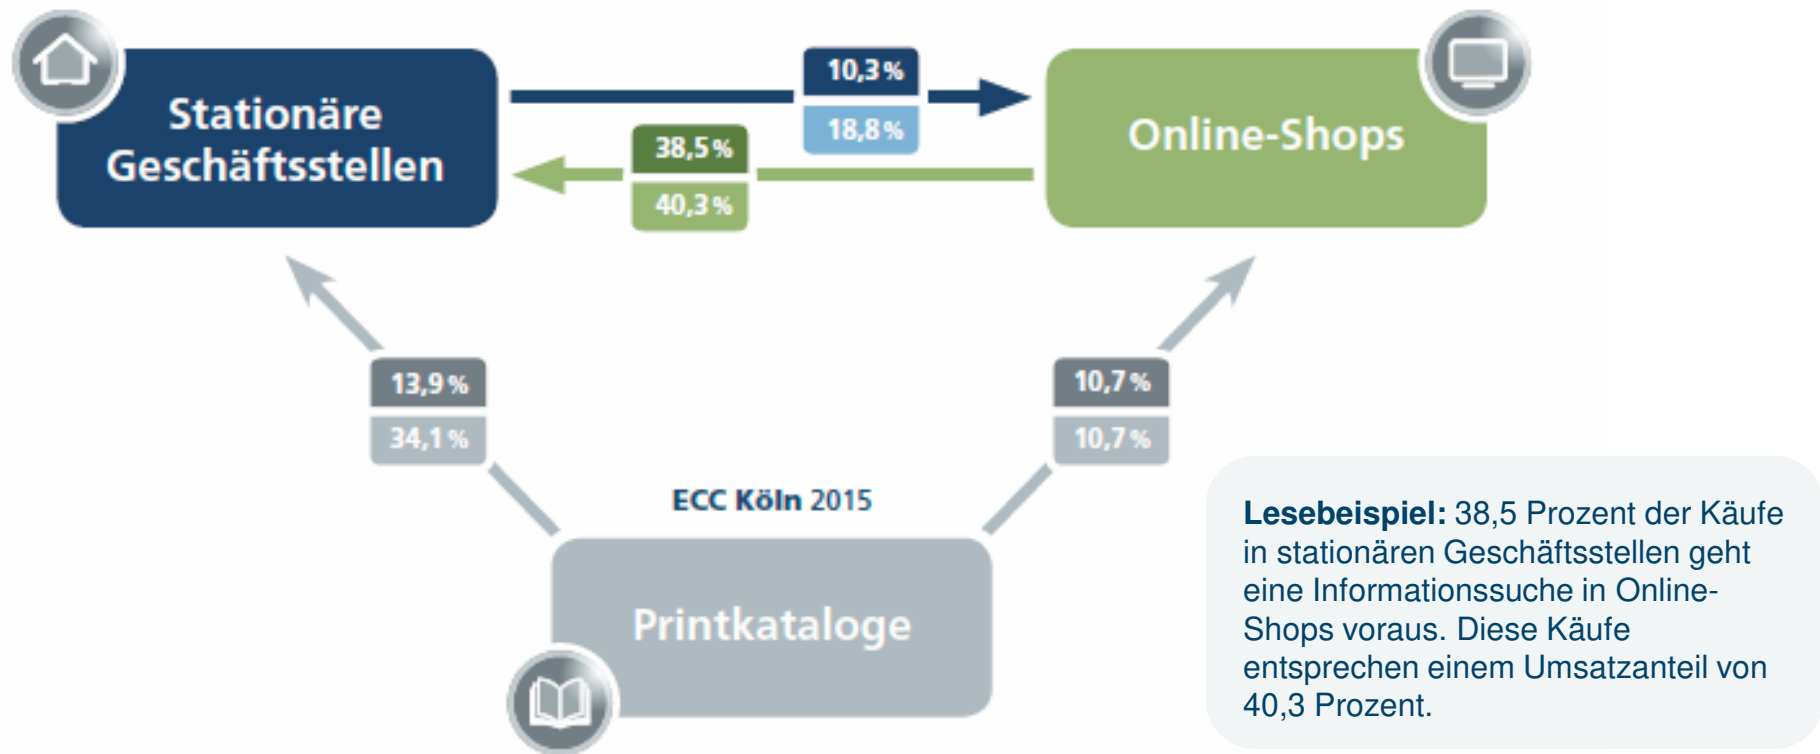 Stationäre
Geschäftsstellen
10,3 %
18,8 %
38,5 %
40,3 %
Online-Shops
13,9 %
34,1 %
10,7 %
10,7 %
ECC Köln 2015
Printkataloge
Lesebeispiel: 38,5 Prozent der Käufe
in stationären Geschäftsstellen geht
eine Informationssuche in Online-
Shops voraus. Diese Käufe
entsprechen einem Umsatzanteil von
40,3 Prozent.